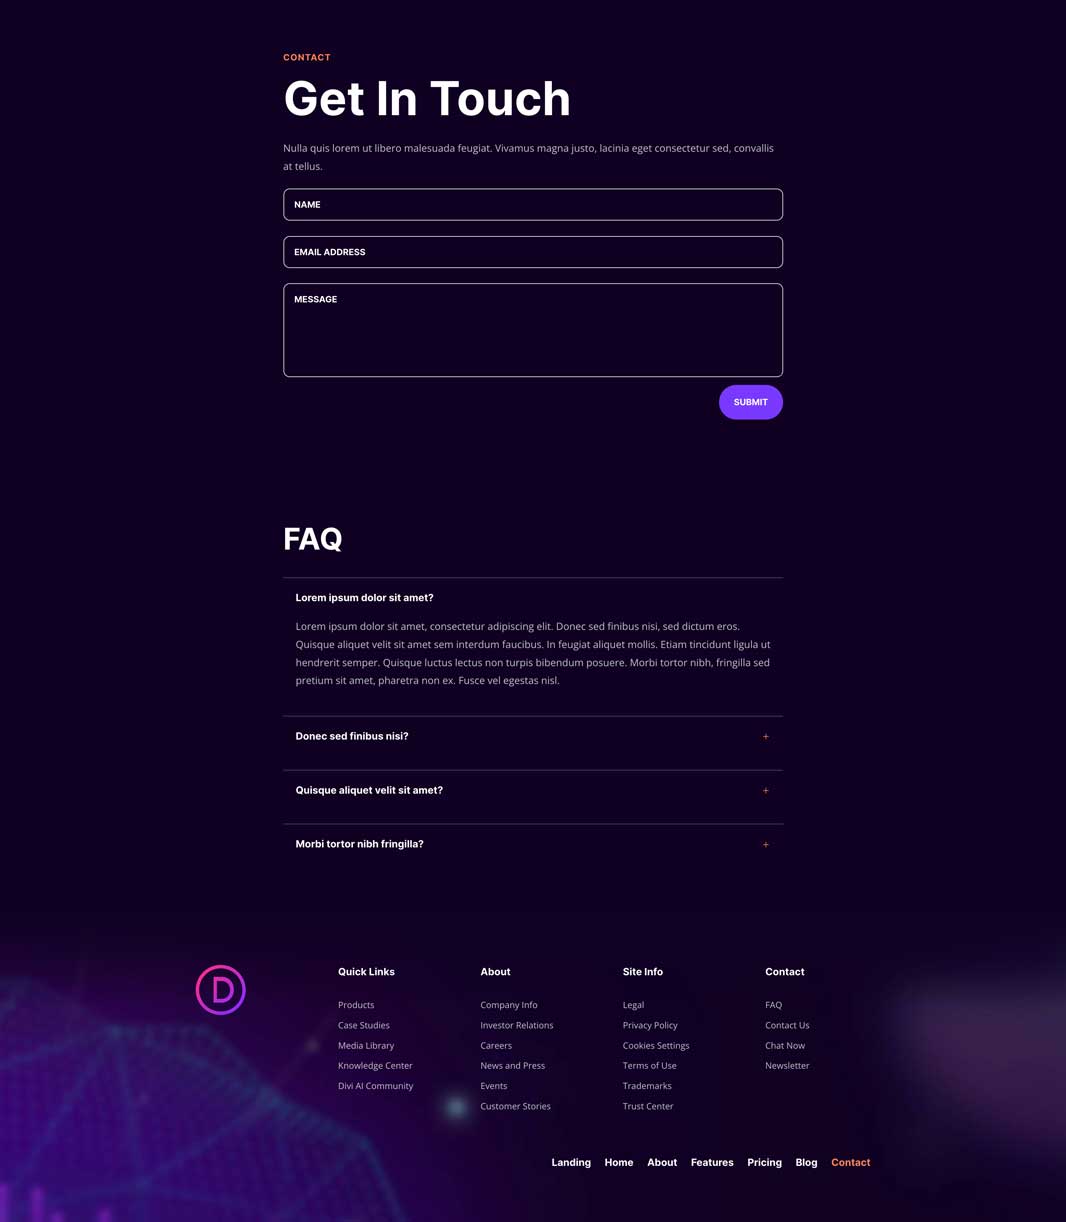 CONTACT
Get In Touch
Nulla quis lorem ut libero malesuada feugiat. Vivamus magna justo, lacinia eget consectetur sed, convallis
at tellus.
NAME
EMAIL ADDRESS
MESSAGE
SUBMIT
FAQ
Lorem ipsum dolor sit amet?
Lorem ipsum dolor sit amet, consectetur adipiscing elit. Donec sed finibus nisi, sed dictum eros.
Quisque aliquet velit sit amet sem interdum faucibus. In feugiat aliquet mollis. Etiam tincidunt ligula ut
hendrerit semper. Quisque luctus lectus non turpis bibendum posuere. Morbi tortor nibh, fringilla sed
pretium sit amet, pharetra non ex. Fusce vel egestas nisl.
Donec sed finibus nisi? +
Quisque aliquet velit sit amet? +
Morbi tortor nibh fringilla? +
D
Quick Links
Products
Case Studies
Media Library
Knowledge Center
Divi AI Community
About
Company Info
Investor Relations
Careers
News and Press
Events
Customer Stories
Site Info
Legal
Privacy Policy
Cookies Settings
Terms of Use
Trademarks
Trust Center
Contact
FAQ
Contact Us
Chat Now
Newsletter
Landing Home About Features Pricing Blog Contact